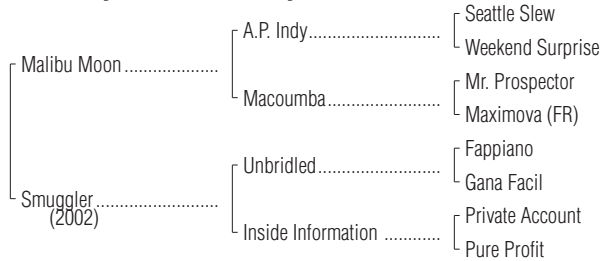 Seattle Slew
A.P. Indy..............................
Weekend Surprise
Malibu Moon ....................
Mr. Prospector
Macoumba........................
Maximova (FR)
Fappiano
Unbridled..........................
Gana Facil
Smuggler..........................
(2002)
Private Account
Inside Information ............
Pure Profit